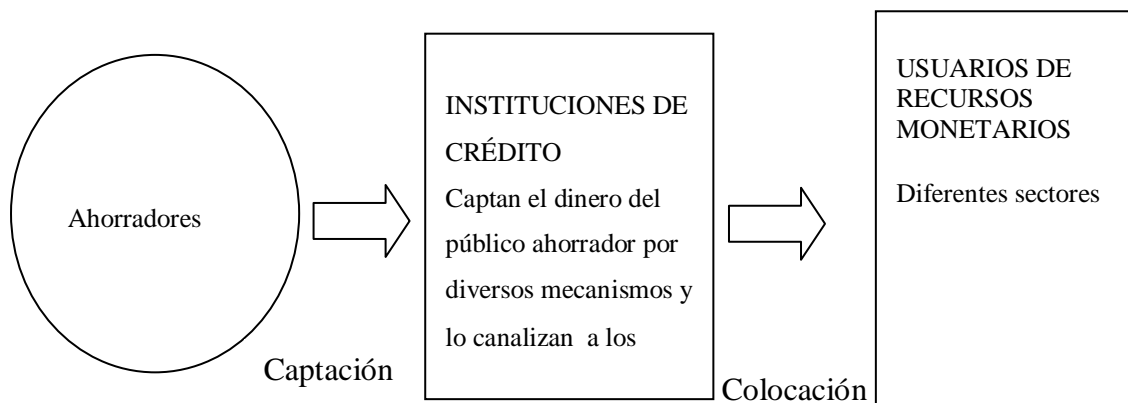 Ahorradores
Captación
INSTITUCIONES DE
CRÉDITO
Captan el dinero del
público ahorrador por
diversos mecanismos y
lo canalizan a los
Colocación
USUARIOS DE
RECURSOS
MONETARIOS
Diferentes sectores